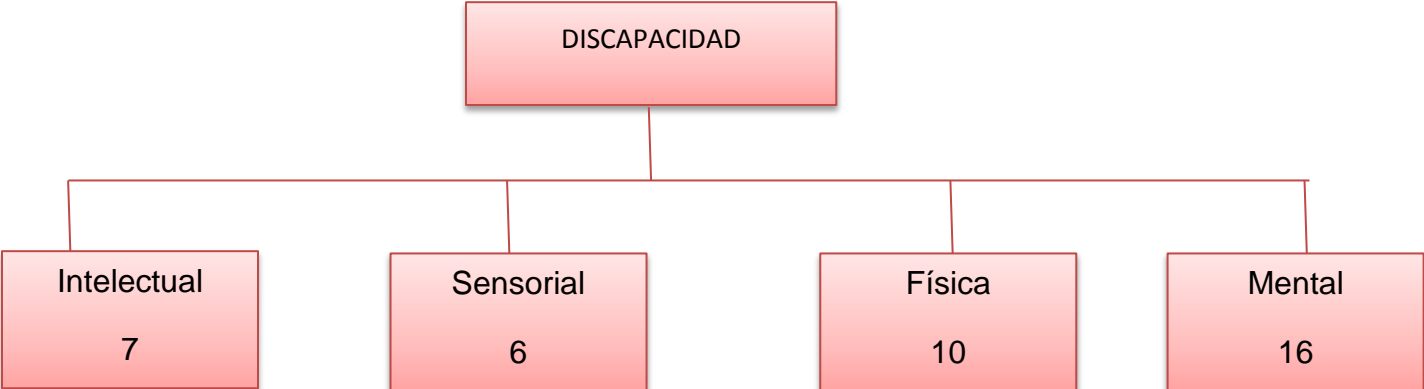 DISCAPACIDAD
Intelectual
7
Sensorial
6
Física
10
Mental
16